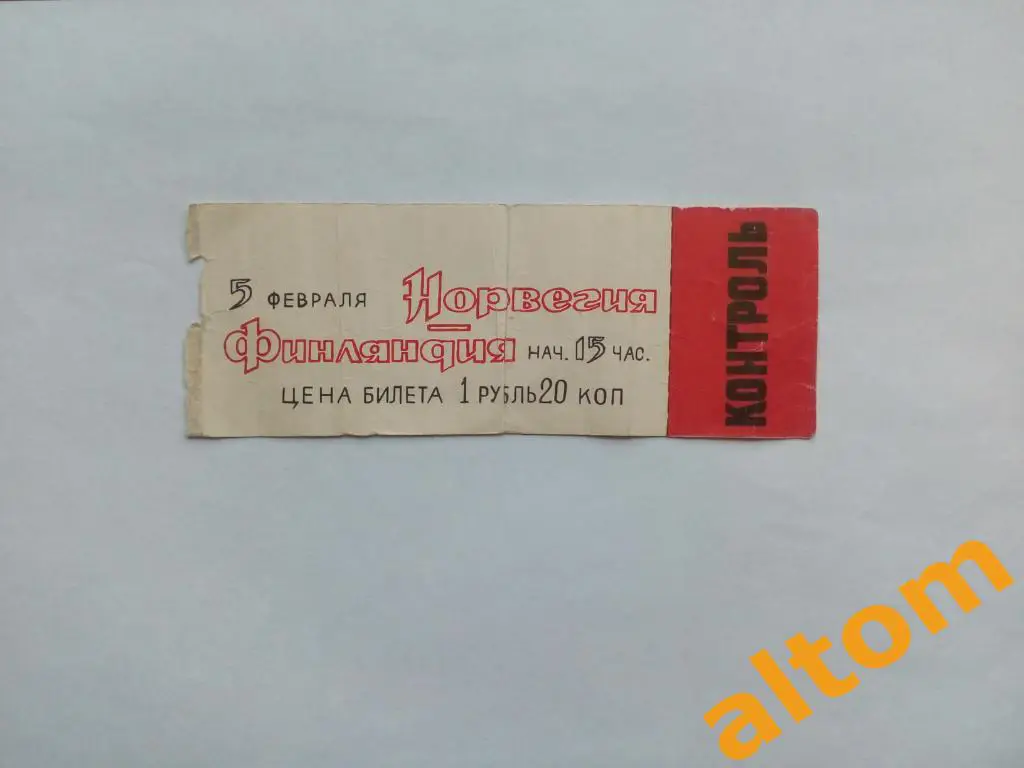 5 ФЕВРАЛЯ Норвегия
–
Финляндия НАЧ. 15 ЧАС.
ЦЕНА БИЛЕТА 1 РУБЛЬ 20 КОП
КОНТРОЛЬ
altom